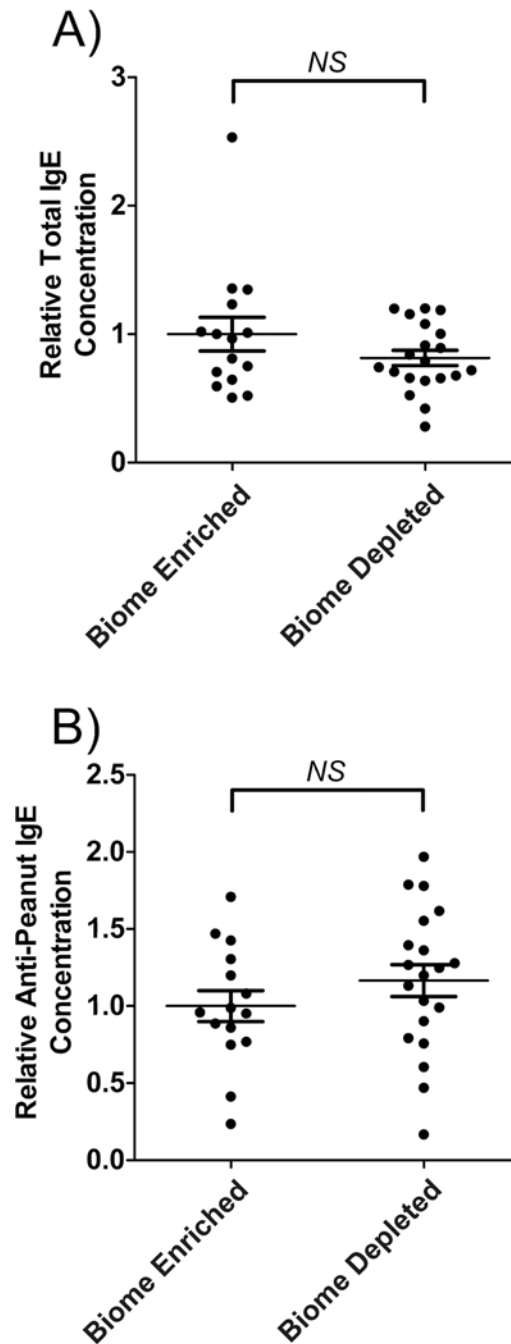 A)
NS
3
2
1
0
Relative Total IgE
Concentration
Biome Enriched
Biome Depleted
B)
NS
2.5
2.0
1.5
1.0
0.5
0.0
Relative Anti-Peanut IgE
Concentration
Biome Enriched
Biome Depleted